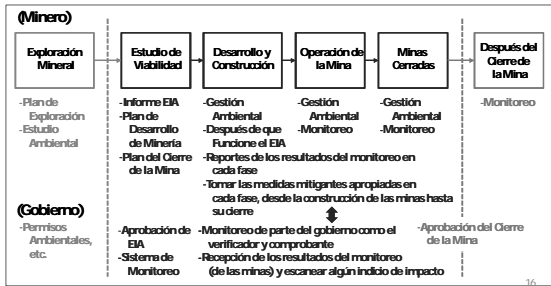 (Minero)
Exploración
Mineral
Estudio de
Viabilidad
Desarrollo y
Construcción
Operación de
la Mina
Minas
Cerradas
Después del
Cierre de
la Mina
-Plan de
Exploración
-Estudio
Ambiental
-Informe EIA
-Plan de
Desarrollo
de Minería
-Plan del Cierre
de la Mina
-Gestión
Ambiental
-Después de que
Funcione el EIA
-Gestión
Ambiental
-Monitoreo
-Gestión
Ambiental
-Monitoreo
-Monitoreo
-Reportes de los resultados del monitoreo en
cada fase
-Tomar las medidas mitigantes apropiadas en
cada fase, desde la construcción de las minas hasta
su cierre
(Gobierno)
-Permisos
Ambientales,
etc.
-Aprobación de
EIA
-Sistema de
Monitoreo
-Monitoreo de parte del gobierno como el
verificador y comprobante
-Recepción de los resultados del monitoreo
(de las minas) y escanear algún indicio de impacto
-Aprobación del Cierre
de la Mina
16